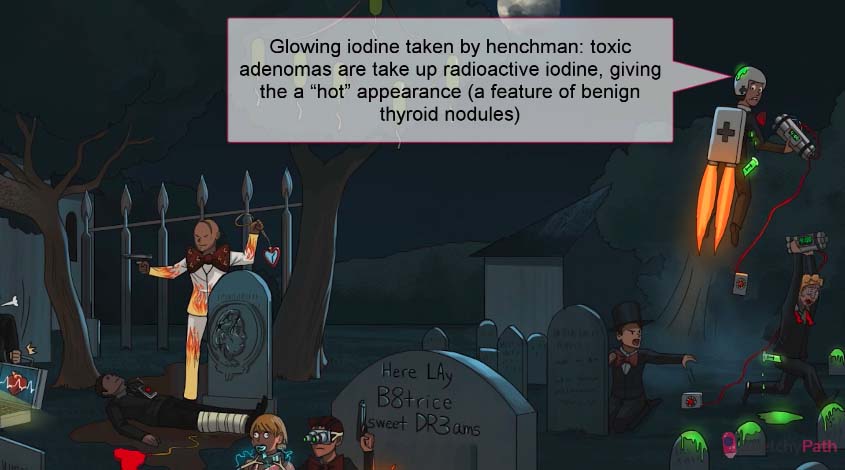 Glowing iodine taken by henchman: toxic
adenomas are take up radioactive iodine, giving
the a “hot” appearance (a feature of benign
thyroid nodules)
Here LAy
B8trice
sweet DR3ams
SketchyPath